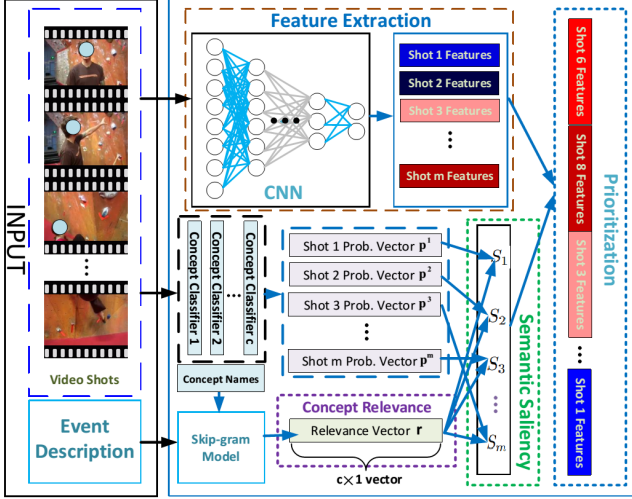 INPUT
Video Shots
Event
Description
Feature Extraction
CNN
Shot 1 Features
Shot 2 Features
Shot 3 Features
Shot m Features
Concept Classifier 1
Concept Classifier 2
...
Concept Classifier c
Concept Names
Skip-gram
Model
Shot 1 Prob. Vector p¹
Shot 2 Prob. Vector p²
Shot 3 Prob. Vector p³
Shot m Prob. Vector pᵐ
Concept Relevance
Relevance Vector r
c×1 vector
S₁
S₂
S₃
Sₘ
Semantic Saliency
Shot 6 Features
Shot 8 Features
Shot 3 Features
...
Shot 1 Features
Prioritization